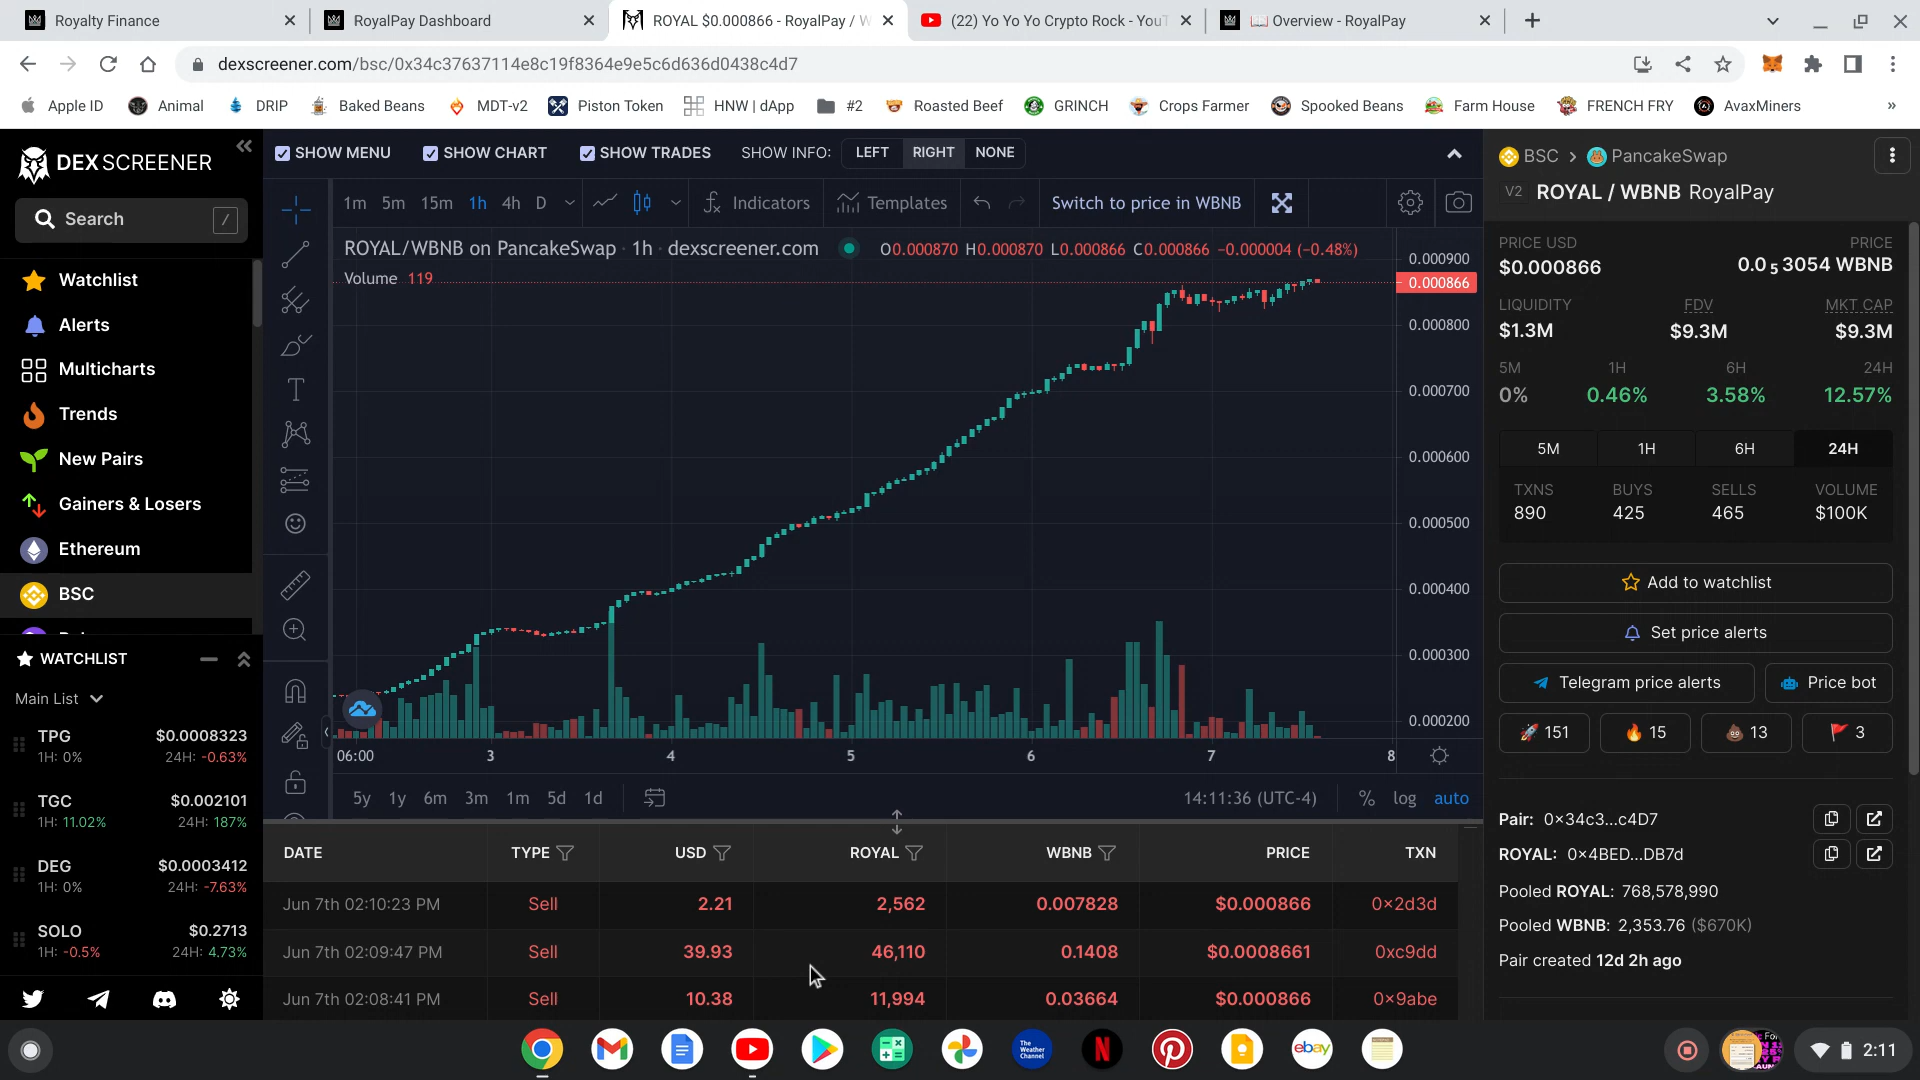 Royalty Finance
RoyalPay Dashboard
ROYAL $0.000866 - RoyalPay / W
(22) Yo Yo Yo Crypto Rock - YouT
📖 Overview - RoyalPay
dexscreener.com/bsc/0x34c37637114e8c19f8364e9e5c6d636d0438c4d7
Apple ID
Animal
DRIP
Baked Beans
MDT-v2
Piston Token
HNW | dApp
#2
Roasted Beef
GRINCH
Crops Farmer
Spooked Beans
Farm House
FRENCH FRY
AvaxMiners
»
DEX SCREENER
Search /
Watchlist
Alerts
Multicharts
Trends
New Pairs
Gainers & Losers
Ethereum
BSC
WATCHLIST
Main List
TPG $0.0008323
1H: 0% 24H: -0.63%
TGC $0.002101
1H: 11.02% 24H: 187%
DEG $0.0003412
1H: 0% 24H: -7.63%
SOLO $0.2713
1H: -0.5% 24H: 4.73%
SHOW MENU SHOW CHART SHOW TRADES SHOW INFO: LEFT RIGHT NONE
1m 5m 15m 1h 4h D Indicators Templates Switch to price in WBNB
ROYAL/WBNB on PancakeSwap · 1h · dexscreener.com O0.000870 H0.000870 L0.000866 C0.000866 −0.000004 (−0.48%)
Volume 119
0.000900
0.000866
0.000800
0.000700
0.000600
0.000500
0.000400
0.000300
0.000200
06:00 3 4 5 6 7 8
5y 1y 6m 3m 1m 5d 1d 14:11:36 (UTC-4) % log auto
DATE TYPE USD ROYAL WBNB PRICE TXN
Jun 7th 02:10:23 PM Sell 2.21 2,562 0.007828 $0.000866 0x2d3d
Jun 7th 02:09:47 PM Sell 39.93 46,110 0.1408 $0.0008661 0xc9dd
Jun 7th 02:08:41 PM Sell 10.38 11,994 0.03664 $0.000866 0x9abe
BSC > PancakeSwap
V2 ROYAL / WBNB RoyalPay
PRICE USD PRICE
$0.000866 0.0₅3054 WBNB
LIQUIDITY FDV MKT CAP
$1.3M $9.3M $9.3M
5M 1H 6H 24H
0% 0.46% 3.58% 12.57%
5M 1H 6H 24H
TXNS BUYS SELLS VOLUME
890 425 465 $100K
Add to watchlist
Set price alerts
Telegram price alerts
Price bot
🚀 151 🔥 15 💩 13 🚩 3
Pair: 0x34c3...c4D7
ROYAL: 0x4BED...DB7d
Pooled ROYAL: 768,578,990
Pooled WBNB: 2,353.76 ($670K)
Pair created 12d 2h ago
The Weather Channel
N
ebay
2:11